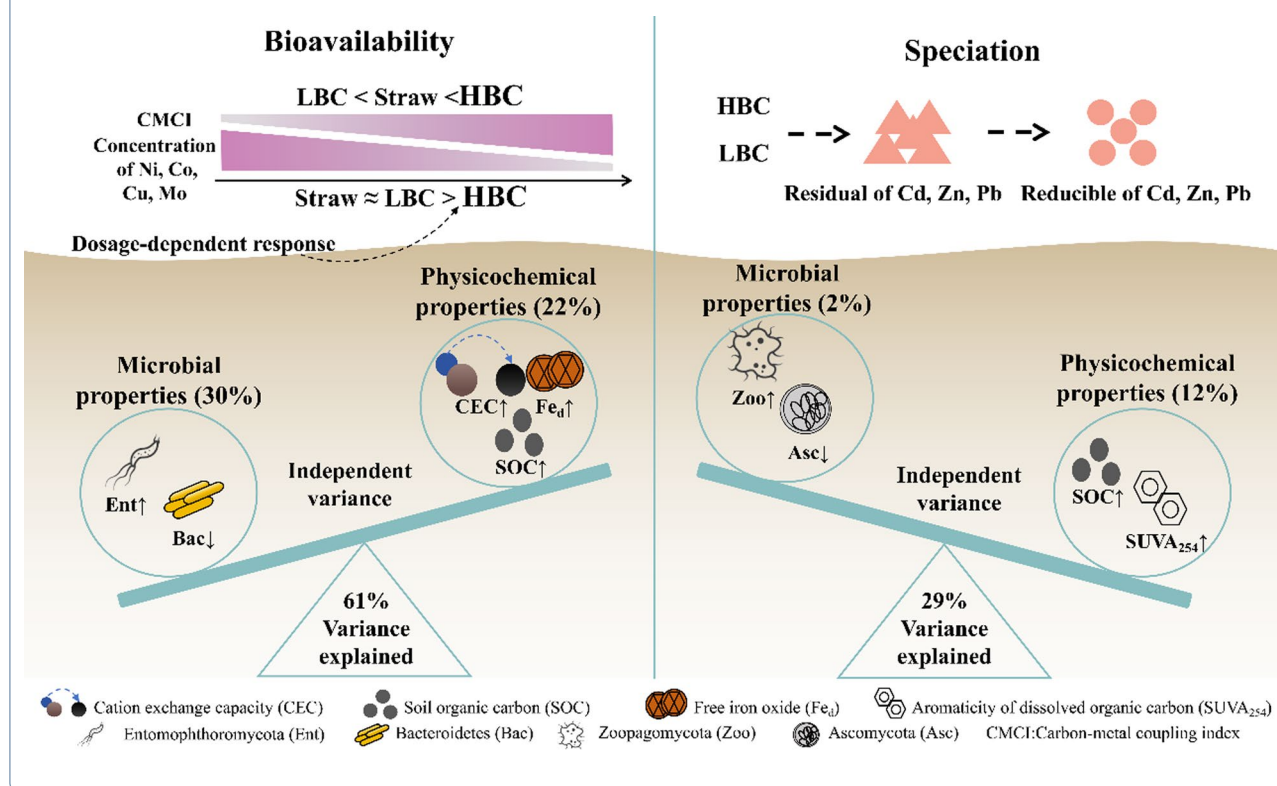 Bioavailability
LBC < Straw <HBC
CMCI
Concentration
of Ni, Co,
Cu, Mo
Straw ≈ LBC > HBC
Dosage-dependent response
Physicochemical
properties (22%)
CEC↑
Fed↑
SOC↑
Microbial
properties (30%)
Ent↑
Bac↓
Independent
variance
61%
Variance
explained
Speciation
HBC
LBC
Residual of Cd, Zn, Pb
Reducible of Cd, Zn, Pb
Microbial
properties (2%)
Zoo↑
Asc↓
Physicochemical
properties (12%)
SOC↑
SUVA254↑
Independent
variance
29%
Variance
explained
Cation exchange capacity (CEC)
Soil organic carbon (SOC)
Free iron oxide (Fed)
Aromaticity of dissolved organic carbon (SUVA254)
Entomophthoromycota (Ent)
Bacteroidetes (Bac)
Zoopagomycota (Zoo)
Ascomycota (Asc)
CMCI:Carbon-metal coupling index